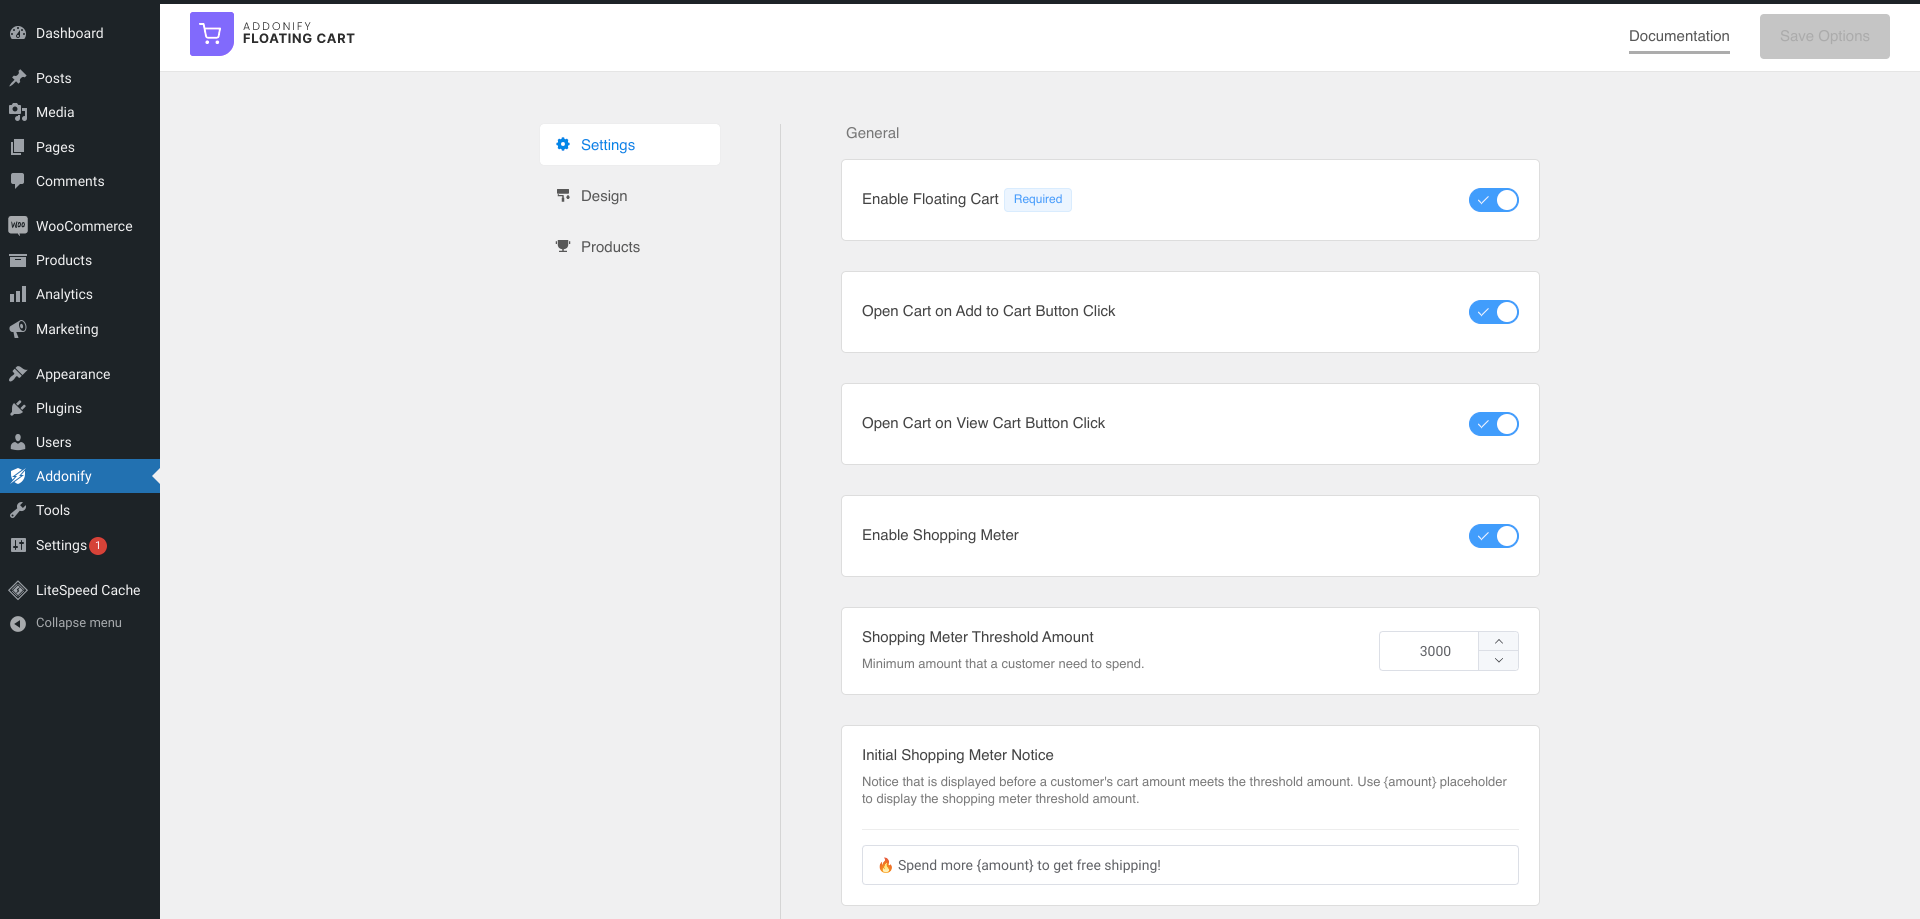 Dashboard
Posts
Media
Pages
Comments
WOO WooCommerce
Products
Analytics
Marketing
Appearance
Plugins
Users
Addonify
Tools
Settings 1
LiteSpeed Cache
Collapse menu
ADDONIFY
FLOATING CART
Documentation
Save Options
Settings
Design
Products
General
Enable Floating Cart Required
Open Cart on Add to Cart Button Click
Open Cart on View Cart Button Click
Enable Shopping Meter
Shopping Meter Threshold Amount
Minimum amount that a customer need to spend.
3000
Initial Shopping Meter Notice
Notice that is displayed before a customer's cart amount meets the threshold amount. Use {amount} placeholder
to display the shopping meter threshold amount.
🔥 Spend more {amount} to get free shipping!